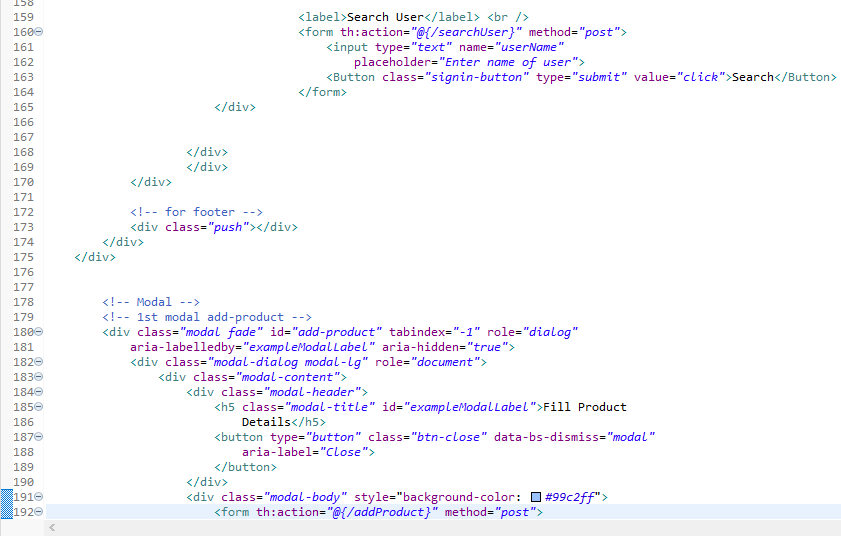 158
159 <label>Search User</label> <br />
160 <form th:action="@{/searchUser}" method="post">
161 <input type="text" name="userName"
162 placeholder="Enter name of user">
163 <Button class="signin-button" type="submit" value="click">Search</Button>
164 </form>
165 </div>
166
167
168 </div>
169 </div>
170 </div>
171
172 <!-- for footer -->
173 <div class="push"></div>
174 </div>
175 </div>
176
177
178 <!-- Modal -->
179 <!-- 1st modal add-product -->
180 <div class="modal fade" id="add-product" tabindex="-1" role="dialog"
181 aria-labelledby="exampleModalLabel" aria-hidden="true">
182 <div class="modal-dialog modal-lg" role="document">
183 <div class="modal-content">
184 <div class="modal-header">
185 <h5 class="modal-title" id="exampleModalLabel">Fill Product
186 Details</h5>
187 <button type="button" class="btn-close" data-bs-dismiss="modal"
188 aria-label="Close">
189 </button>
190 </div>
191 <div class="modal-body" style="background-color: #99c2ff">
192 <form th:action="@{/addProduct}" method="post">